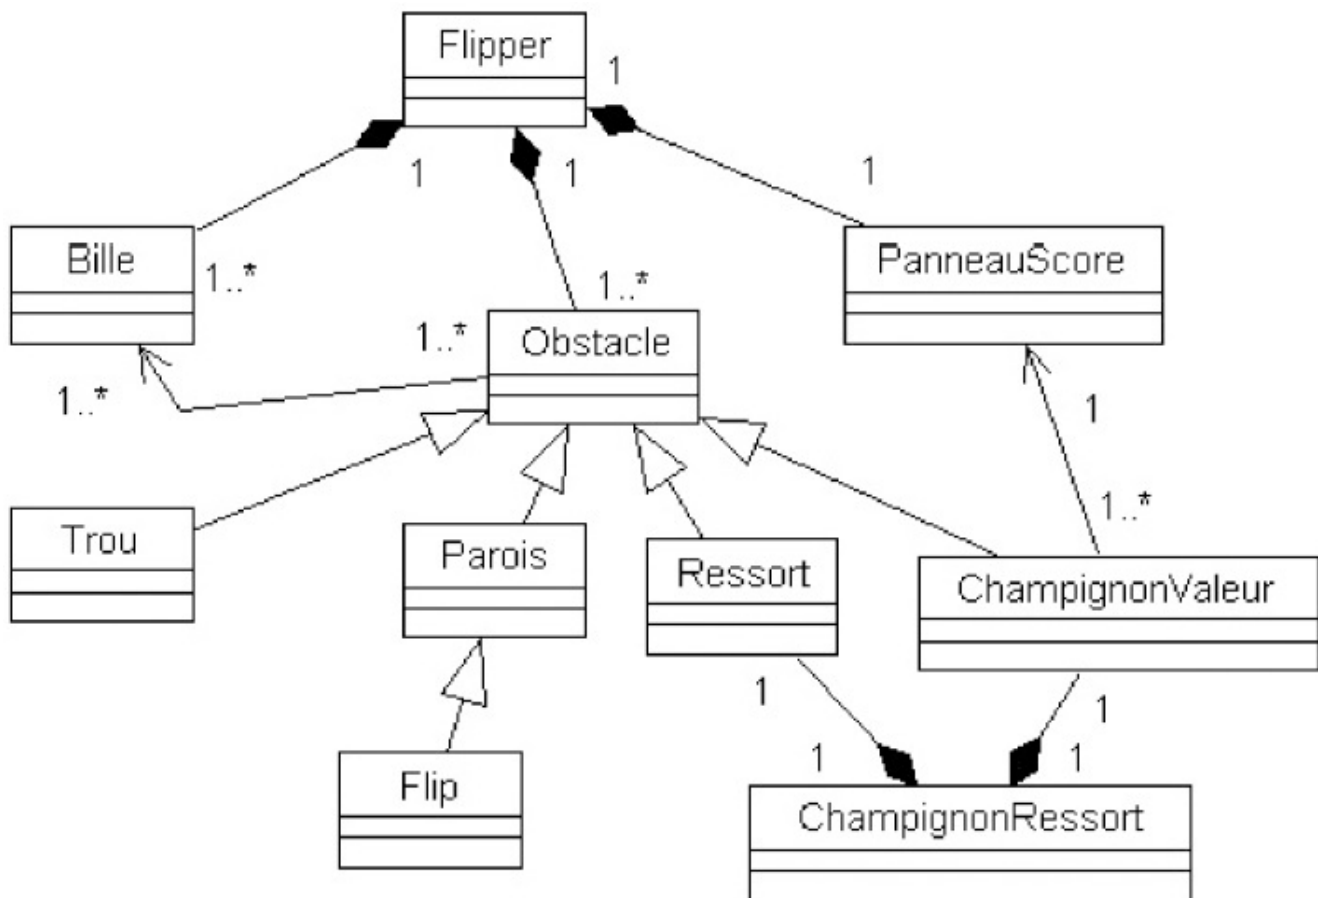 Flipper
1
1
1
1
Bille
PanneauScore
1..*
1..*
1..*
Obstacle
1..*
1
1..*
Trou
Parois
Ressort
ChampignonValeur
1
1
1
1
Flip
ChampignonRessort